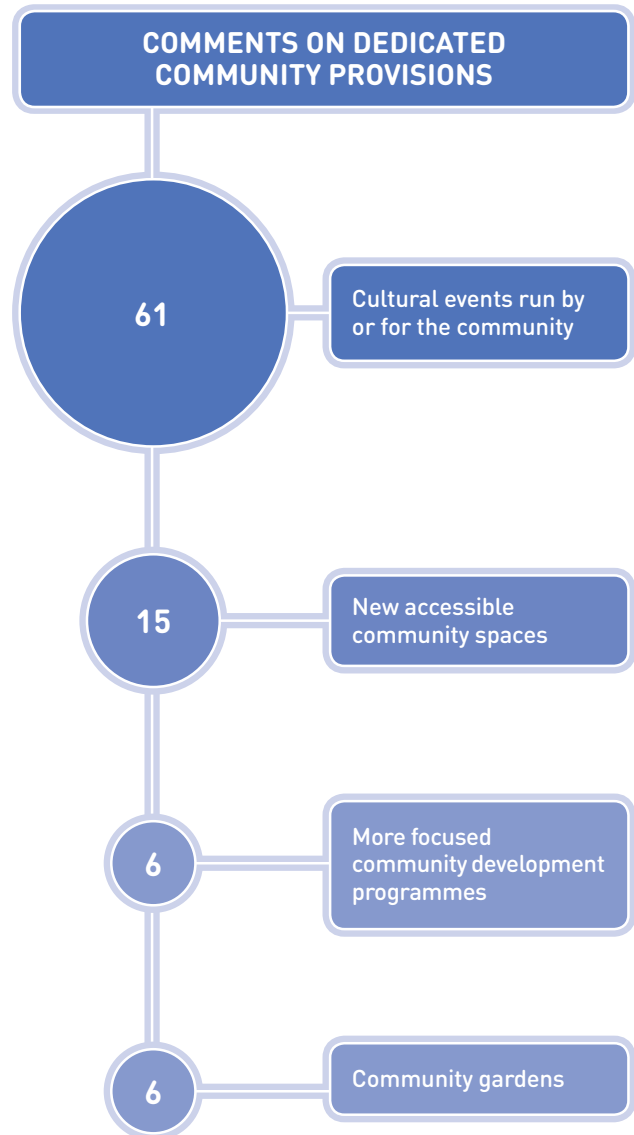 COMMENTS ON DEDICATED
COMMUNITY PROVISIONS
61
Cultural events run by
or for the community
15
New accessible
community spaces
6
More focused
community development
programmes
6
Community gardens